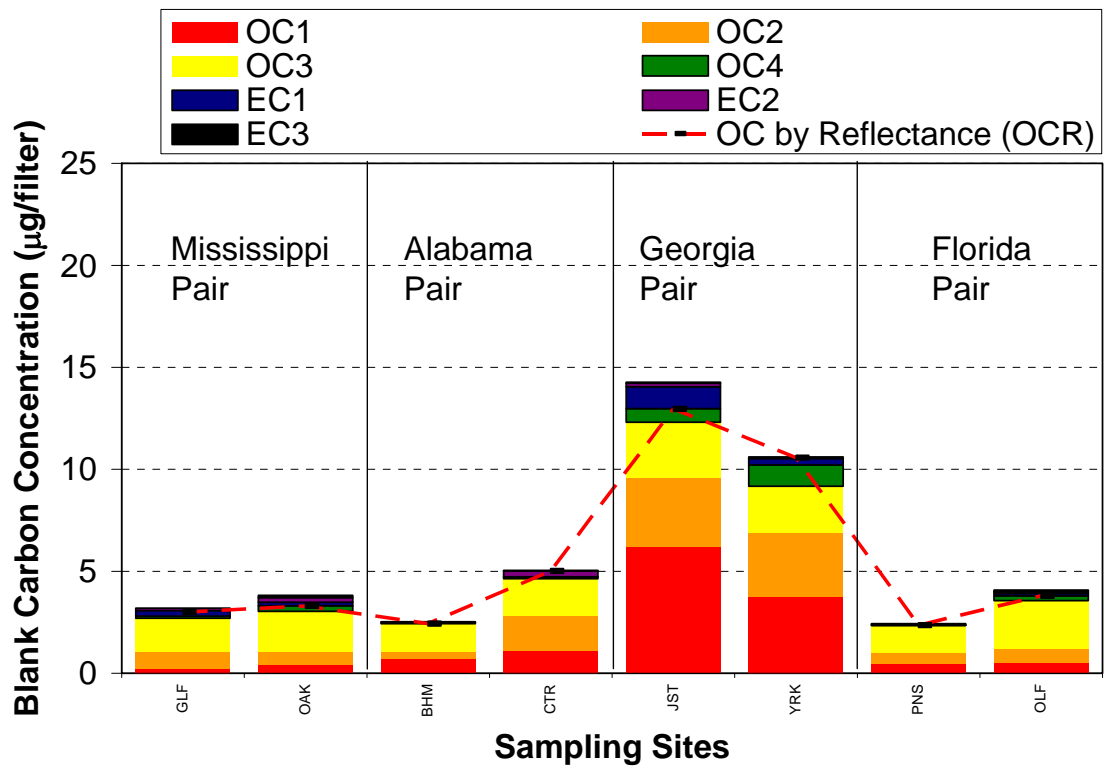 OC1
OC2
OC3
OC4
EC1
EC2
EC3
OC by Reflectance (OCR)
Blank Carbon Concentration (µg/filter)
25
20
15
10
5
0
Mississippi
Pair
Alabama
Pair
Georgia
Pair
Florida
Pair
GLF
OAK
BHM
CTR
JST
YRK
PNS
OLF
Sampling Sites